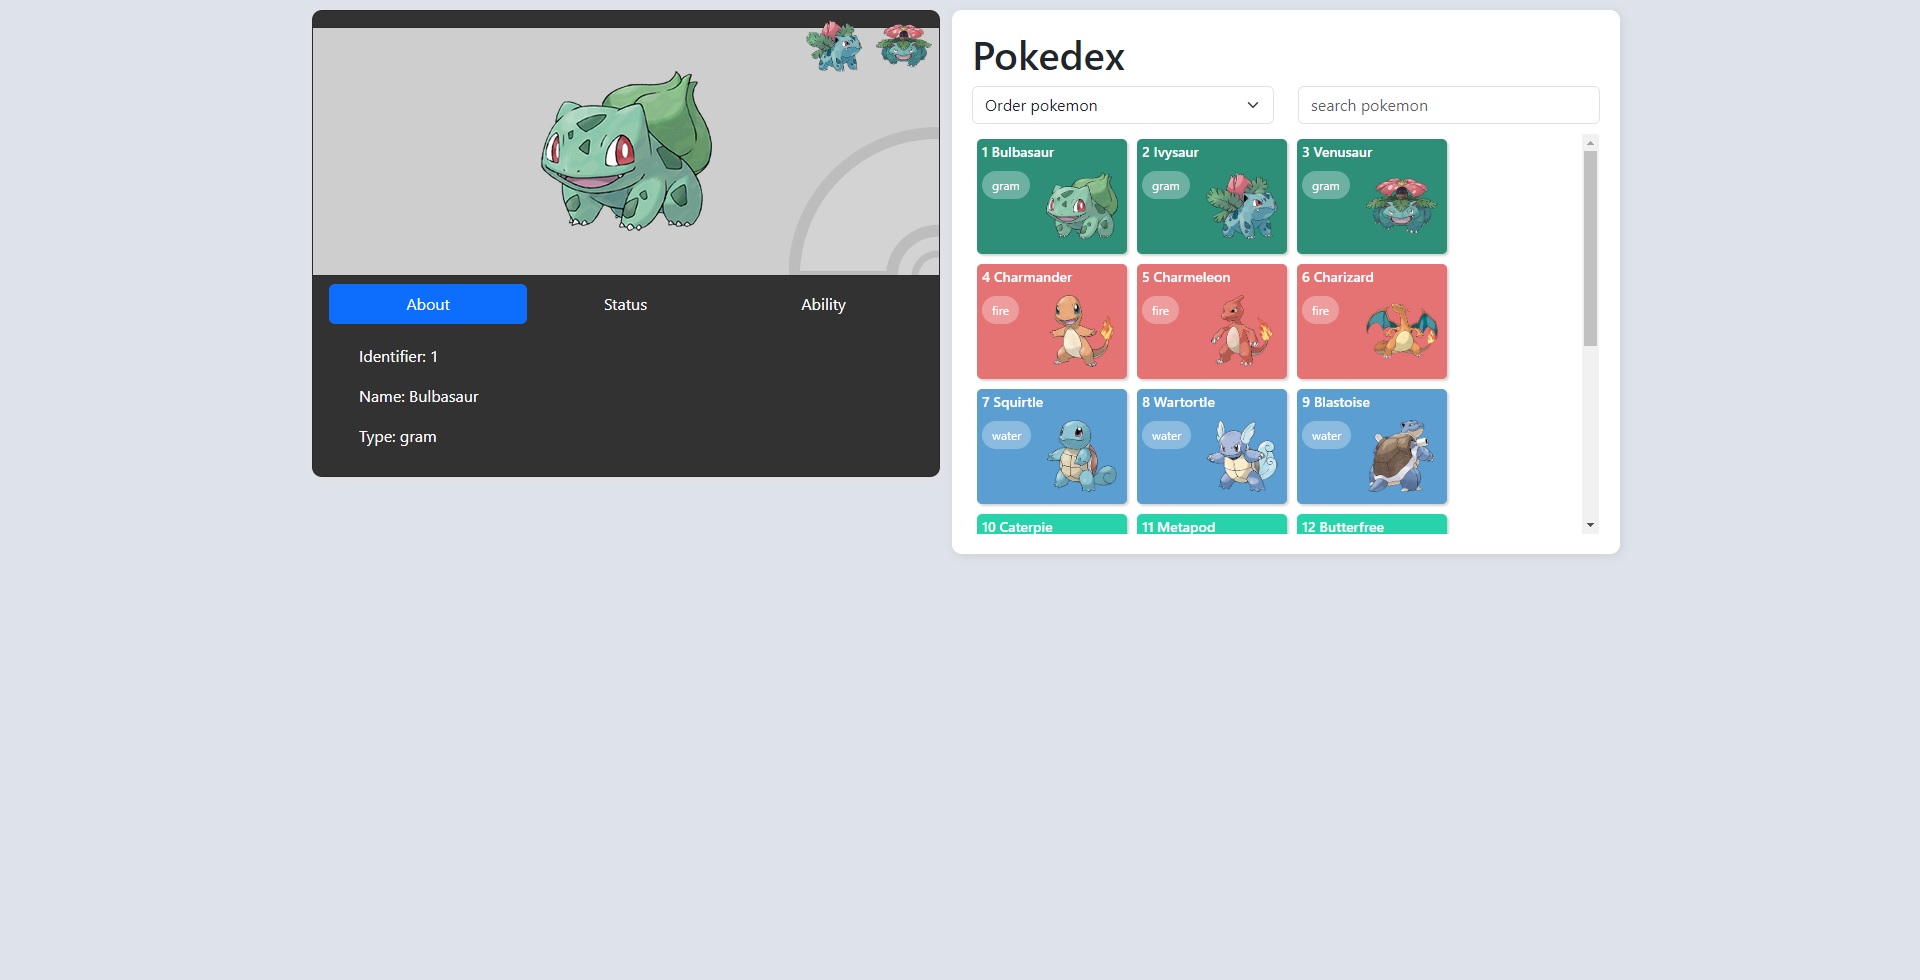 About
Status
Ability
Identifier: 1
Name: Bulbasaur
Type: gram
Pokedex
Order pokemon
search pokemon
1 Bulbasaur
gram
2 Ivysaur
gram
3 Venusaur
gram
4 Charmander
fire
5 Charmeleon
fire
6 Charizard
fire
7 Squirtle
water
8 Wartortle
water
9 Blastoise
water
10 Caterpie
11 Metapod
12 Butterfree